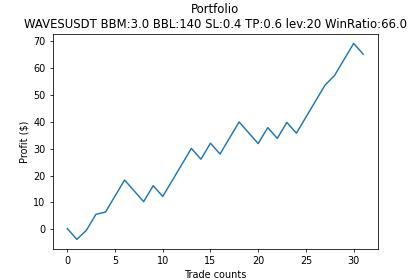 Portfolio
WAVESUSDT BBM:3.0 BBL:140 SL:0.4 TP:0.6 lev:20 WinRatio:66.0
70
60
50
40
30
20
10
0
Profit ($)
0 5 10 15 20 25 30
Trade counts